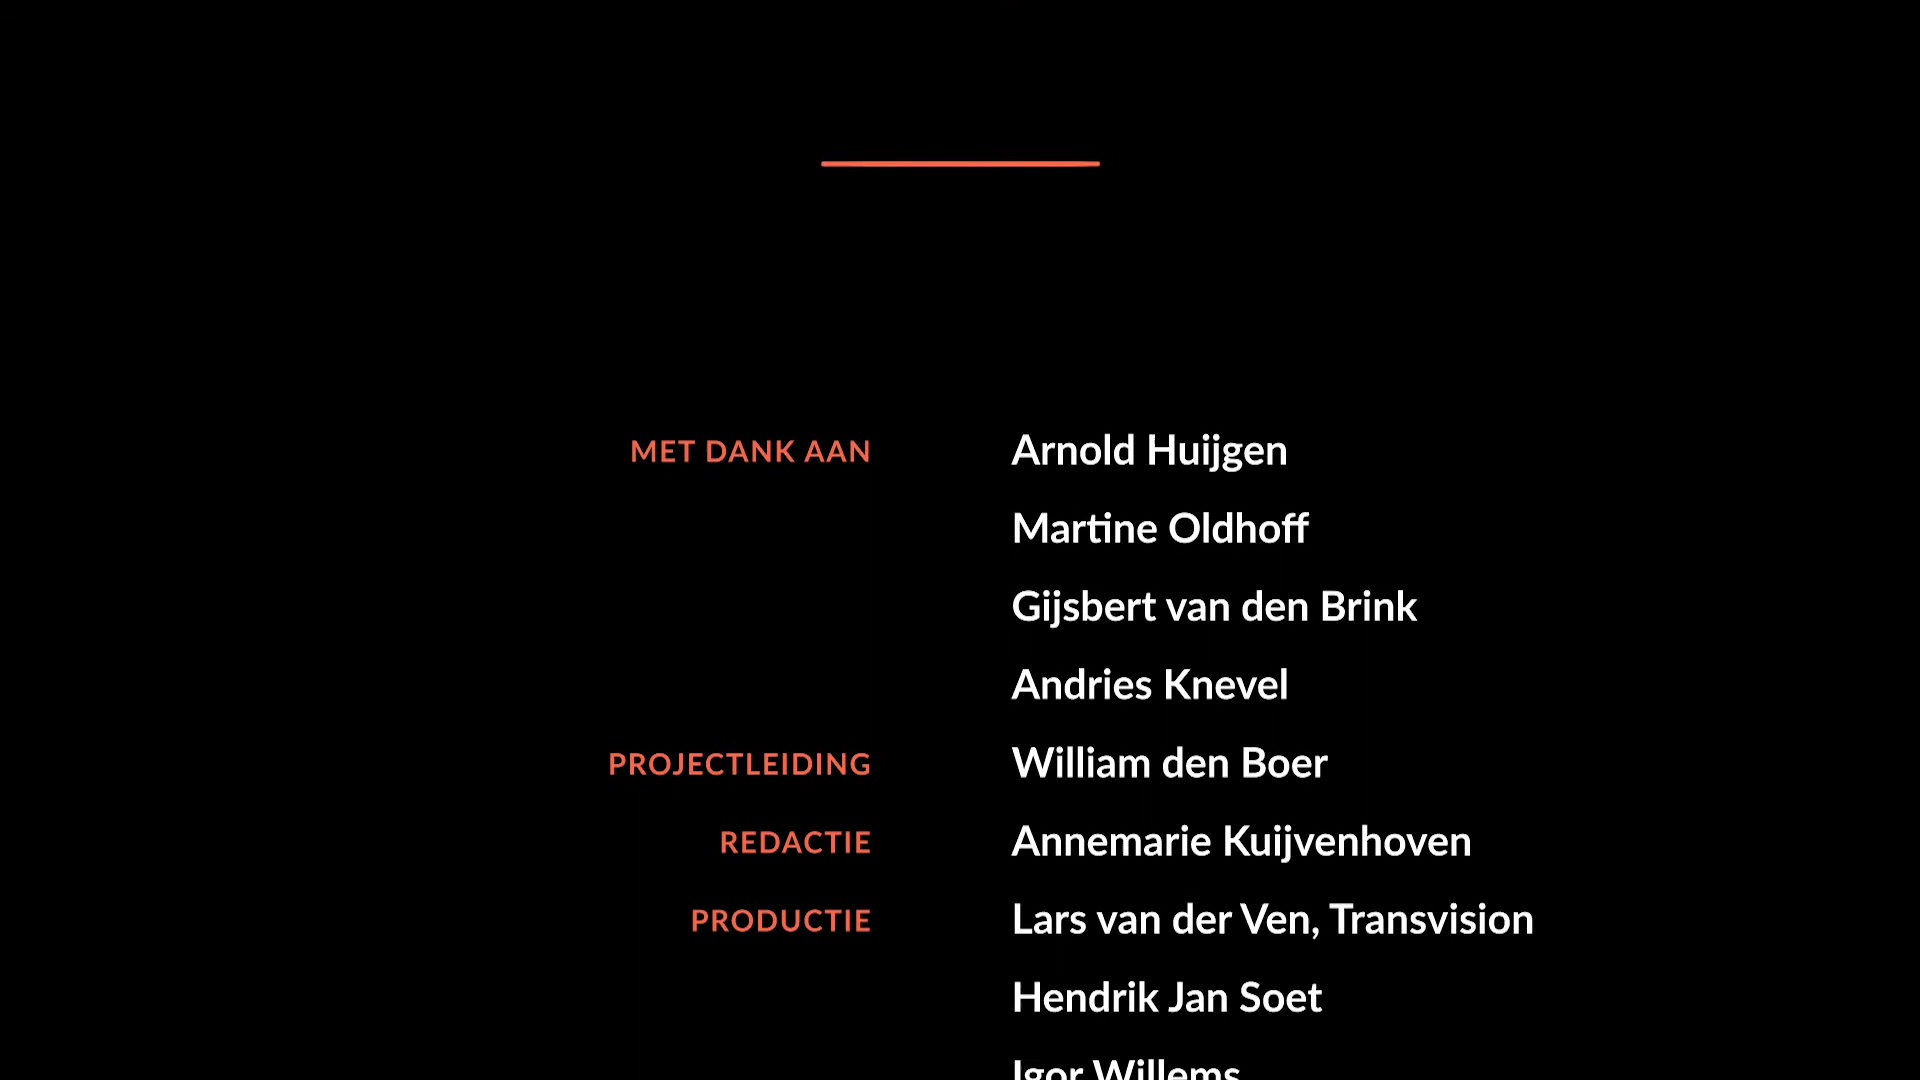 MET DANK AAN Arnold Huijgen
Martine Oldhoff
Gijsbert van den Brink
Andries Knevel
PROJECTLEIDING William den Boer
REDACTIE Annemarie Kuijvenhoven
PRODUCTIE Lars van der Ven, Transvision
Hendrik Jan Soet
Igor Willems